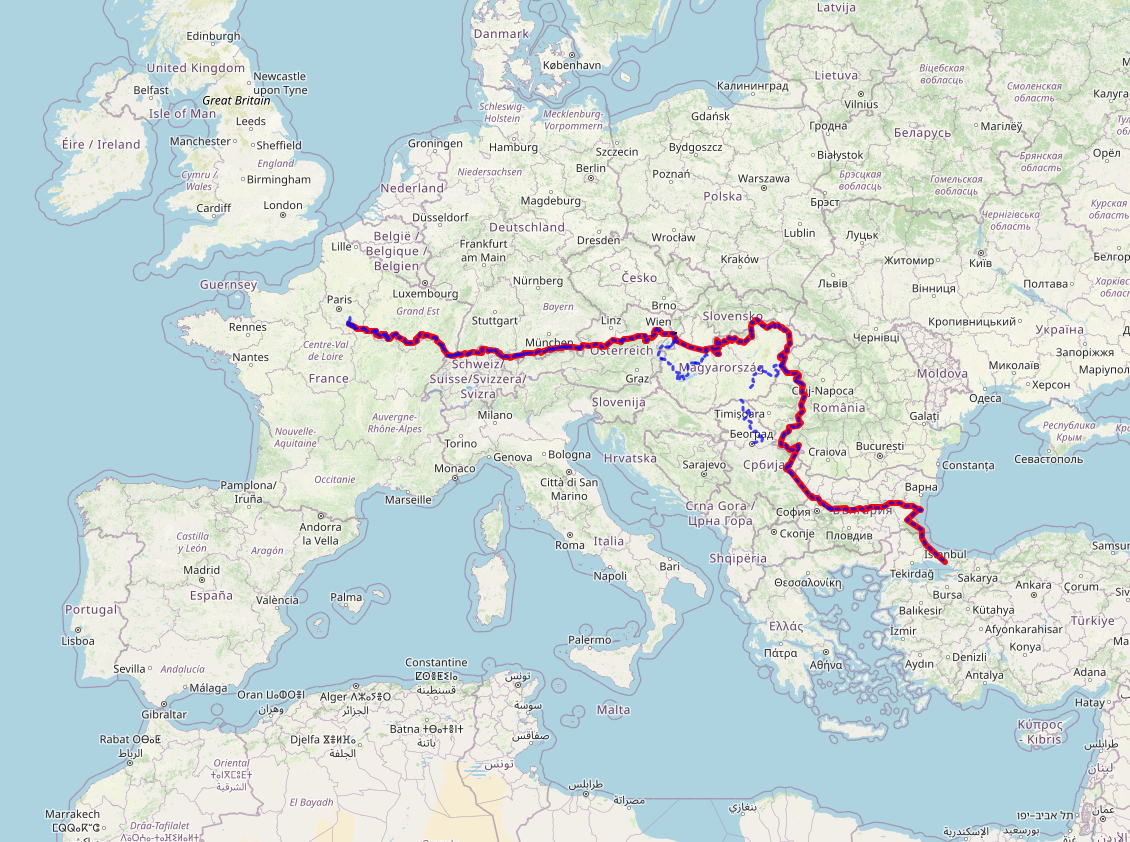 Latvija
Edinburgh
Danmark
United Kingdom
København
Newcastle
upon Tyne
Lietuva
Віцебская
вобласць
Смоленская
область
Belfast
Great Britain
Калининград
Калуга
Isle of Man
Schleswig-
Holstein
Mecklenburg-
Vorpommern
Vilnius
Leeds
Gdańsk
Гродна
Беларусь
Магілёў
Éire / Ireland
Manchester
Sheffield
Groningen
Hamburg
Szczecin
Bydgoszcz
Białystok
Орёл
England
Niedersachsen
Berlin
Poznań
Warszawa
Брэсцкая
вобласць
Гомельская
вобласць
Брянская
область
Cymru /
Wales
Birmingham
Nederland
Magdeburg
Polska
Брэст
Cardiff
London
Düsseldorf
Deutschland
Lublin
Луцьк
Чернігівська
область
Курская
область
Lille
België /
Belgique /
Belgien
Frankfurt
am Main
Dresden
Wrocław
Kraków
Житомир
Київ
Guernsey
Luxembourg
Nürnberg
Česko
Львів
Вінниця
Полтава
Paris
Grand Est
Bayern
Brno
Slovensko
Кропивницький
Rennes
Stuttgart
Linz
Wien
Чернівці
Україна
Nantes
Centre-Val
de Loire
München
Österreich
Запоріжжя
France
Schweiz/
Suisse/Svizzera/
Svizra
Graz
Magyarország
Moldova
Миколаїв
Херсон
Cluj-Napoca
Одеса
Milano
Slovenija
România
Auvergne-
Rhône-Alpes
Timișoara
Galați
Nouvelle-
Aquitaine
Torino
Београд
București
Genova
Bologna
Hrvatska
Craiova
Constanța
Севастополь
Monaco
Sarajevo
Србија
Occitanie
Pamplona/
Iruña
Marseille
Città di San
Marino
Варна
Andorra
la Vella
Crna Gora /
Црна Гора
София
България
Castilla
y León
Aragón
Roma
Italia
Скопје
Пловдив
Samsun
Madrid
España
Shqipëria
İstanbul
Napoli
Bari
Tekirdağ
Sakarya
Ankara
Çorum
València
Palma
Θεσσαλονίκη
Bursa
Portugal
Balıkesir
Kütahya
Türkiye
Lisboa
Palermo
Ελλάς
İzmir
Afyonkarahisar
Πάτρα
Αθήνα
Konya
Sevilla
Andalucía
Constantine
ⵇⵙⴻⵏⵟⵉⵏⴰ
قسنطينة
تونس
Aydın
Denizli
Antalya
Adana
Málaga
Oran ⵡⴻⵀⵔⴰⵏ
وهران
Alger ⴷⵣⴰⵢⴻⵔ
الجزائر
سوسة
Hatay
Gibraltar
Malta
Κύπρος
Kıbrıs
Rabat ⵔⴱⴰⵟ
الرباط
Djelfa
الجلفة
Batna
باتنة
صفاقس
طرابلس
Oriental
الشرقية
تونس
لبنان
El Bayadh
طرابلس
مصراتة
بنغازي
Marrakech
Drâa-Tafilalet
عمان
תל אביב-יפו
بورسعيد
الإسكندرية
الأردن